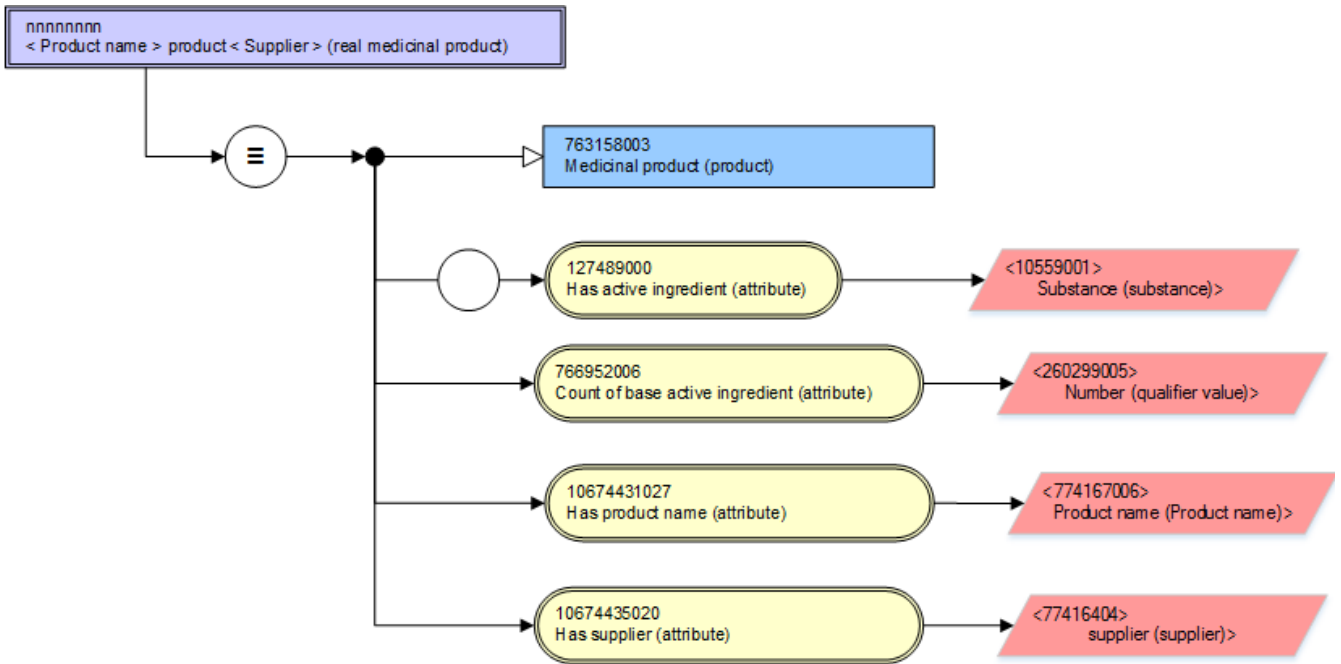 nnnnnnnn
< Product name > product < Supplier > (real medicinal product)
≡
763158003
Medicinal product (product)
127489000
Has active ingredient (attribute)
<10559001>
Substance (substance)>
766952006
Count of base active ingredient (attribute)
<260299005>
Number (qualifier value)>
10674431027
Has product name (attribute)
<774167006>
Product name (Product name)>
10674435020
Has supplier (attribute)
<77416404>
supplier (supplier)>